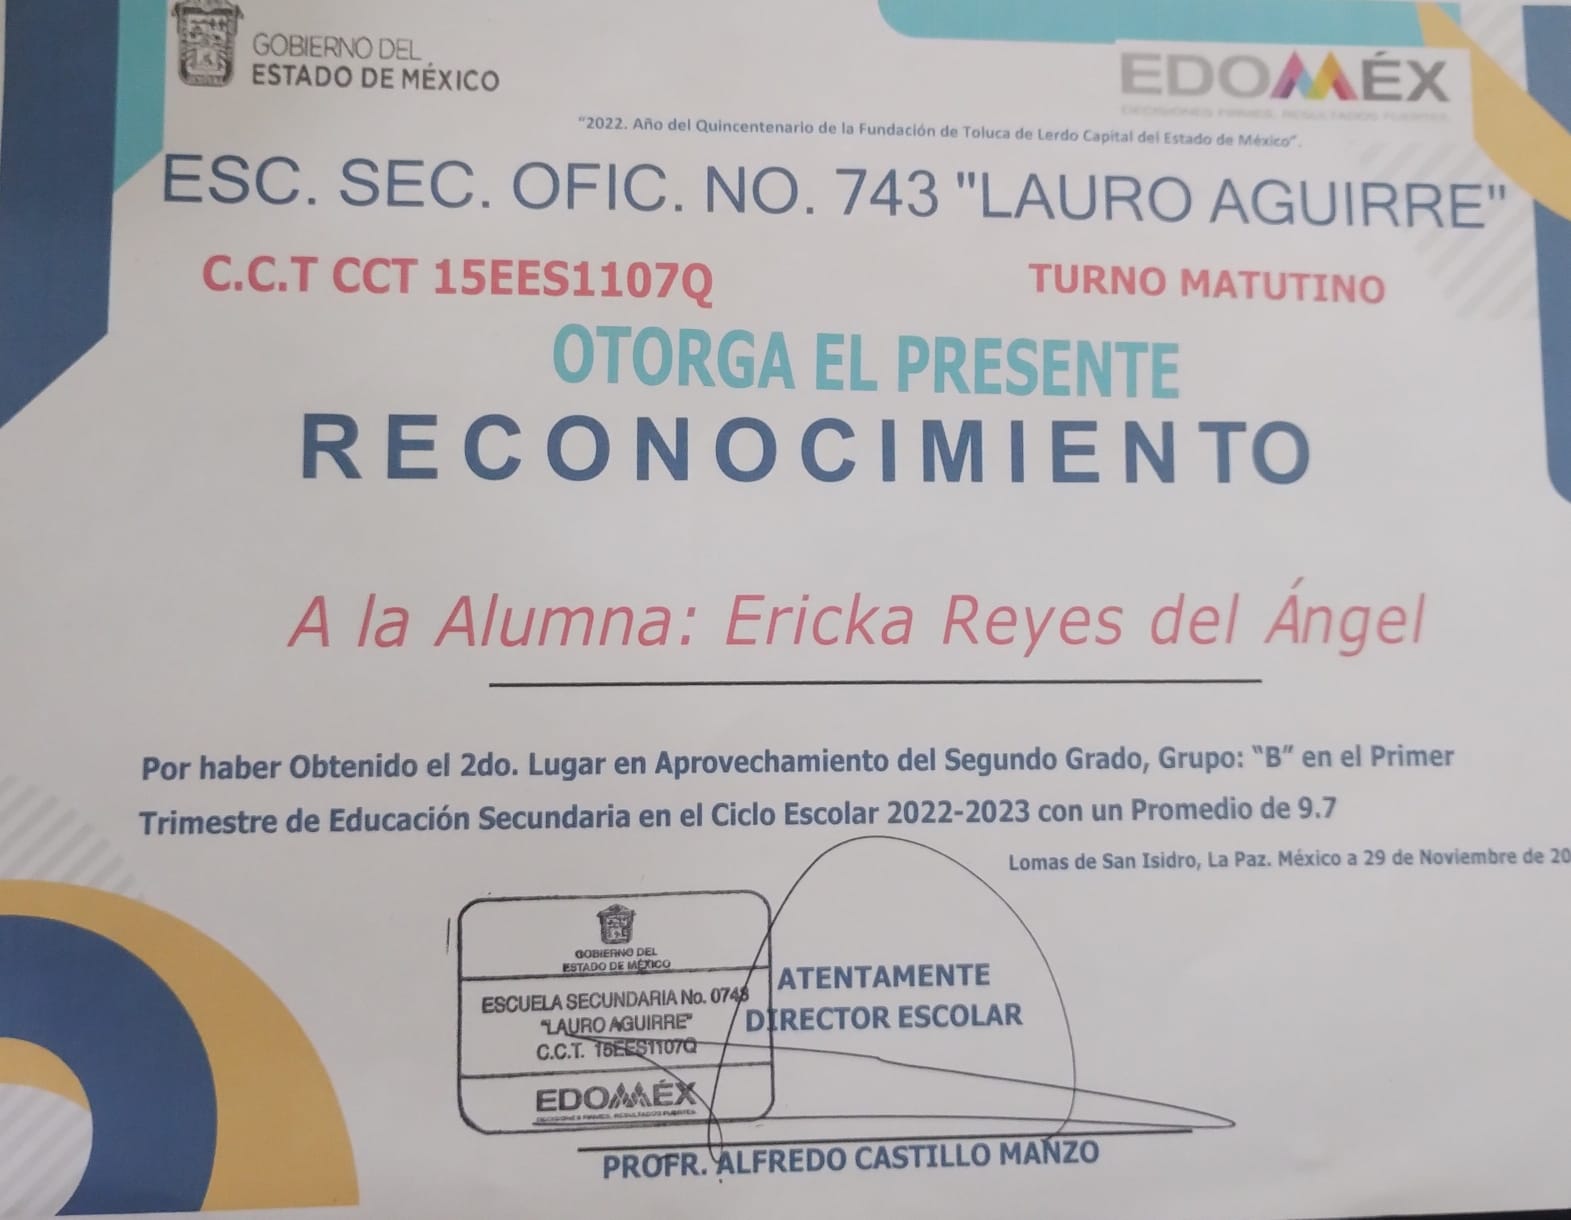 GOBIERNO DEL
ESTADO DE MÉXICO
EDOMÉX
DECISIONES FIRMES, RESULTADOS FUERTES.
"2022. Año del Quincentenario de la Fundación de Toluca de Lerdo Capital del Estado de México".
ESC. SEC. OFIC. NO. 743 "LAURO AGUIRRE"
C.C.T CCT 15EES1107Q TURNO MATUTINO
OTORGA EL PRESENTE
RECONOCIMIENTO
A la Alumna: Ericka Reyes del Ángel
Por haber Obtenido el 2do. Lugar en Aprovechamiento del Segundo Grado, Grupo: "B" en el Primer
Trimestre de Educación Secundaria en el Ciclo Escolar 2022-2023 con un Promedio de 9.7
Lomas de San Isidro, La Paz. México a 29 de Noviembre de 20
GOBIERNO DEL
ESTADO DE MÉXICO
ESCUELA SECUNDARIA No. 0743
"LAURO AGUIRRE"
C.C.T. 15EES1107Q
EDOMÉX
DECISIONES FIRMES, RESULTADOS FUERTES.
ATENTAMENTE
DIRECTOR ESCOLAR
PROFR. ALFREDO CASTILLO MANZO